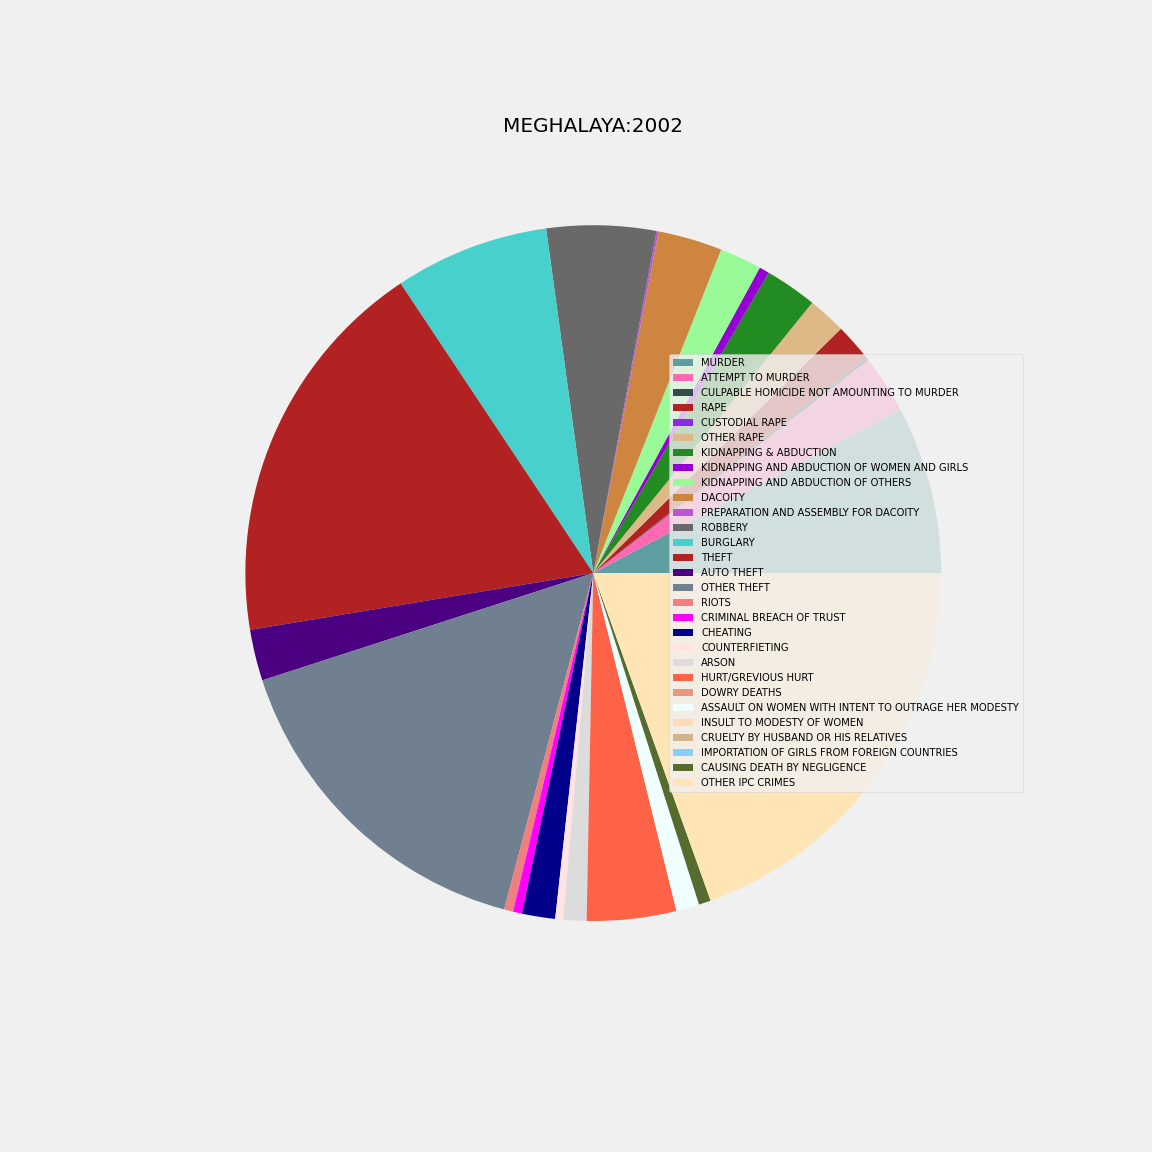 MEGHALAYA:2002
MURDER
ATTEMPT TO MURDER
CULPABLE HOMICIDE NOT AMOUNTING TO MURDER
RAPE
CUSTODIAL RAPE
OTHER RAPE
KIDNAPPING & ABDUCTION
KIDNAPPING AND ABDUCTION OF WOMEN AND GIRLS
KIDNAPPING AND ABDUCTION OF OTHERS
DACOITY
PREPARATION AND ASSEMBLY FOR DACOITY
ROBBERY
BURGLARY
THEFT
AUTO THEFT
OTHER THEFT
RIOTS
CRIMINAL BREACH OF TRUST
CHEATING
COUNTERFIETING
ARSON
HURT/GREVIOUS HURT
DOWRY DEATHS
ASSAULT ON WOMEN WITH INTENT TO OUTRAGE HER MODESTY
INSULT TO MODESTY OF WOMEN
CRUELTY BY HUSBAND OR HIS RELATIVES
IMPORTATION OF GIRLS FROM FOREIGN COUNTRIES
CAUSING DEATH BY NEGLIGENCE
OTHER IPC CRIMES